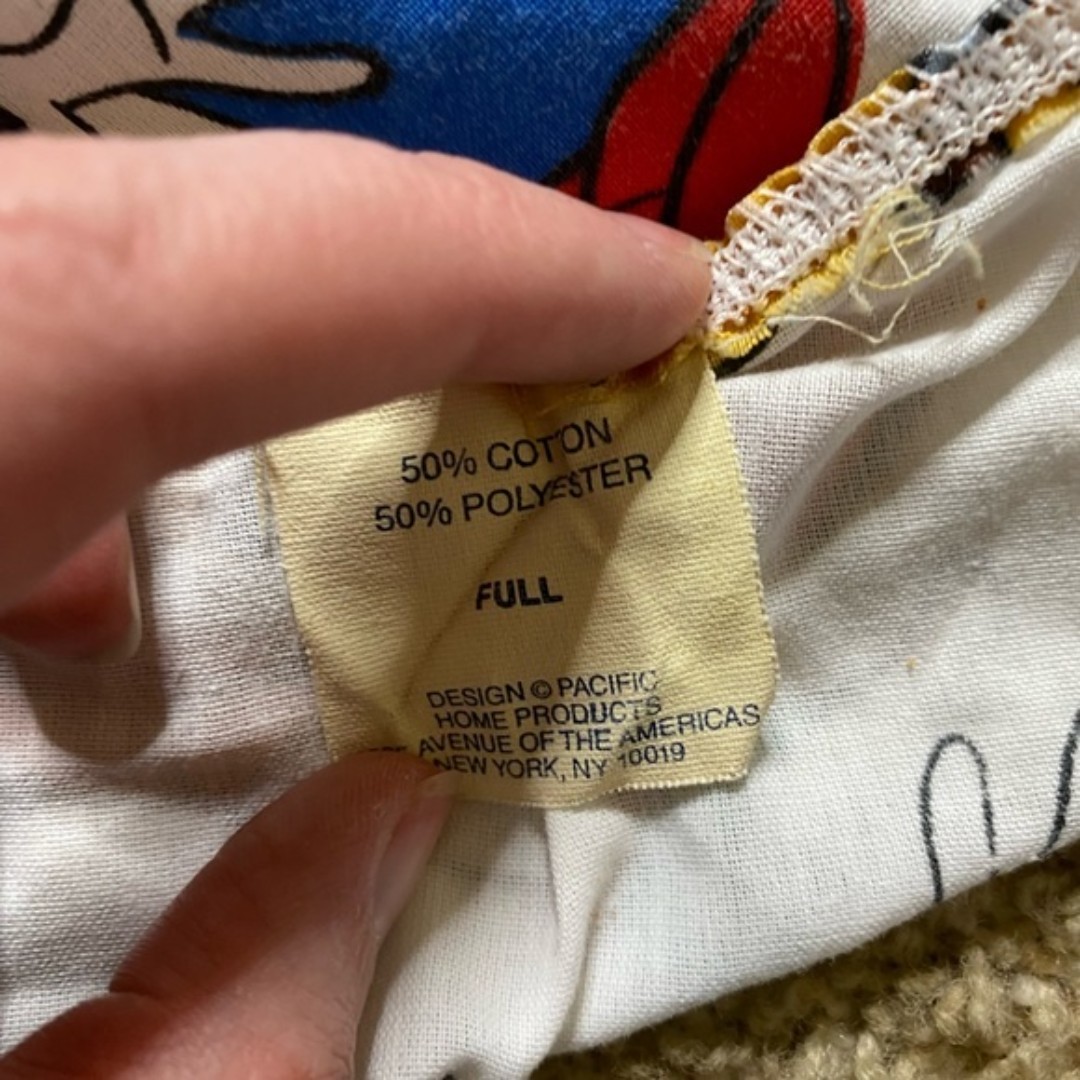 50% COTTON
50% POLYESTER
FULL
DESIGN © PACIFIC
HOME PRODUCTS
AVENUE OF THE AMERICAS
NEW YORK, NY 10019